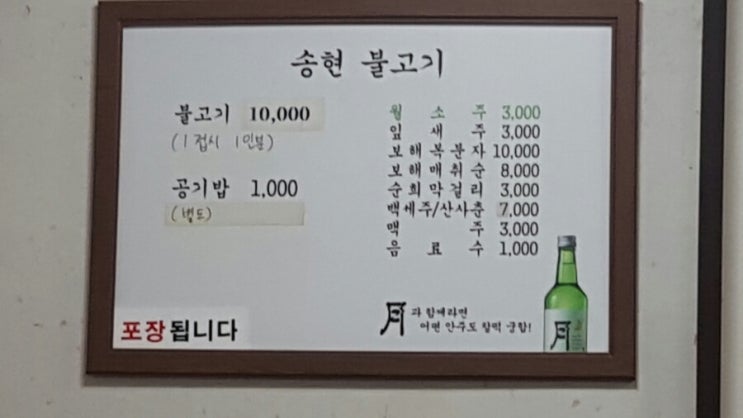 송현 불고기
불고기 10,000
(1접시 1인분)
공기밥 1,000
(별도)
월 소 주 3,000
잎 새 주 3,000
보해복분자 10,000
보해매취순 8,000
순희막걸리 3,000
백세주/산사춘 7,000
맥 주 3,000
음 료 수 1,000
포장됩니다
月과 함께라면
어떤 안주도 찰떡 궁합!
月